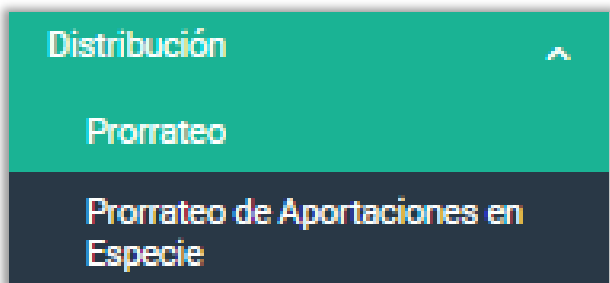 Distribución
Prorrateo
Prorrateo de Aportaciones en
Especie